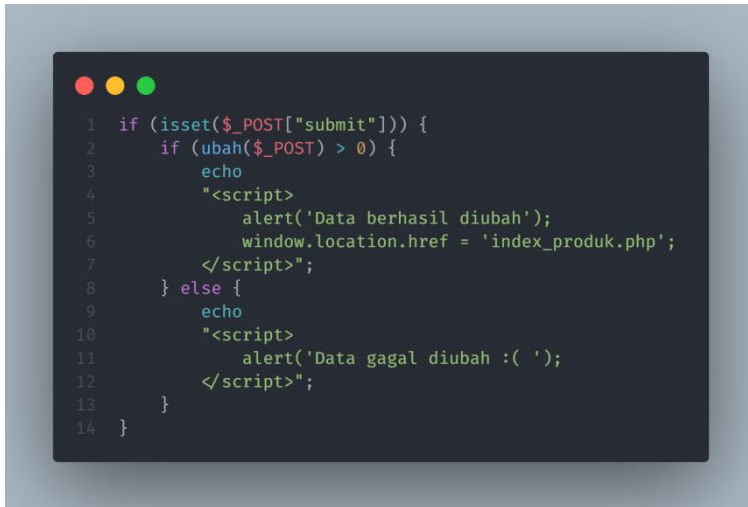 1 if (isset($_POST["submit"])) {
2     if (ubah($_POST) > 0) {
3         echo
4         "<script>
5             alert('Data berhasil diubah');
6             window.location.href = 'index_produk.php';
7         </script>";
8     } else {
9         echo
10         "<script>
11             alert('Data gagal diubah :( ');
12         </script>";
13     }
14 }